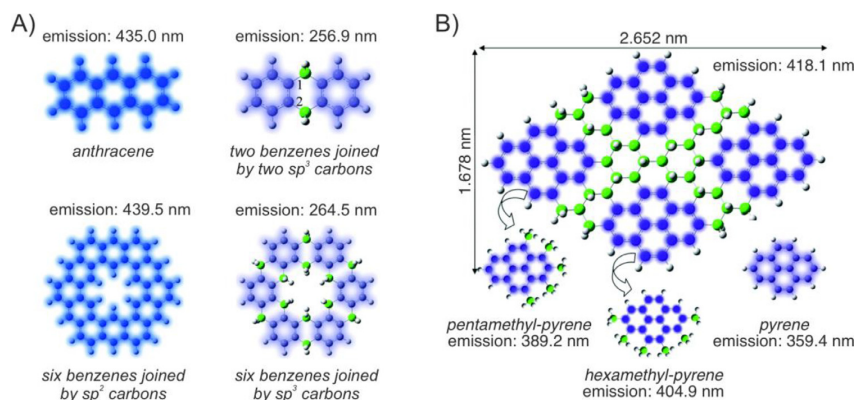 A)
emission: 435.0 nm
emission: 256.9 nm
1
2
anthracene
two benzenes joined
by two sp³ carbons
emission: 439.5 nm
emission: 264.5 nm
six benzenes joined
by sp² carbons
six benzenes joined
by sp³ carbons
B)
2.652 nm
emission: 418.1 nm
1.678 nm
pentamethyl-pyrene
emission: 389.2 nm
pyrene
emission: 359.4 nm
hexamethyl-pyrene
emission: 404.9 nm